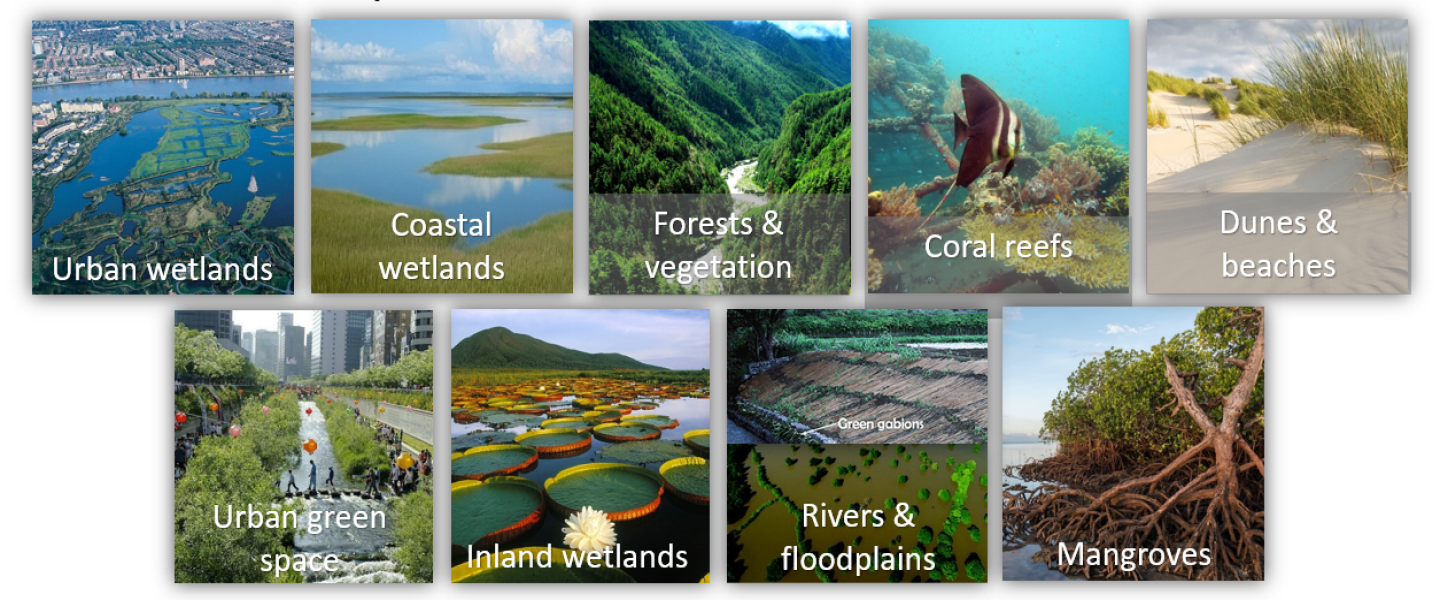 Urban wetlands
Coastal
wetlands
Forests &
vegetation
Coral reefs
Dunes &
beaches
Urban green
space
Inland wetlands
Green gabions
Rivers &
floodplains
Mangroves